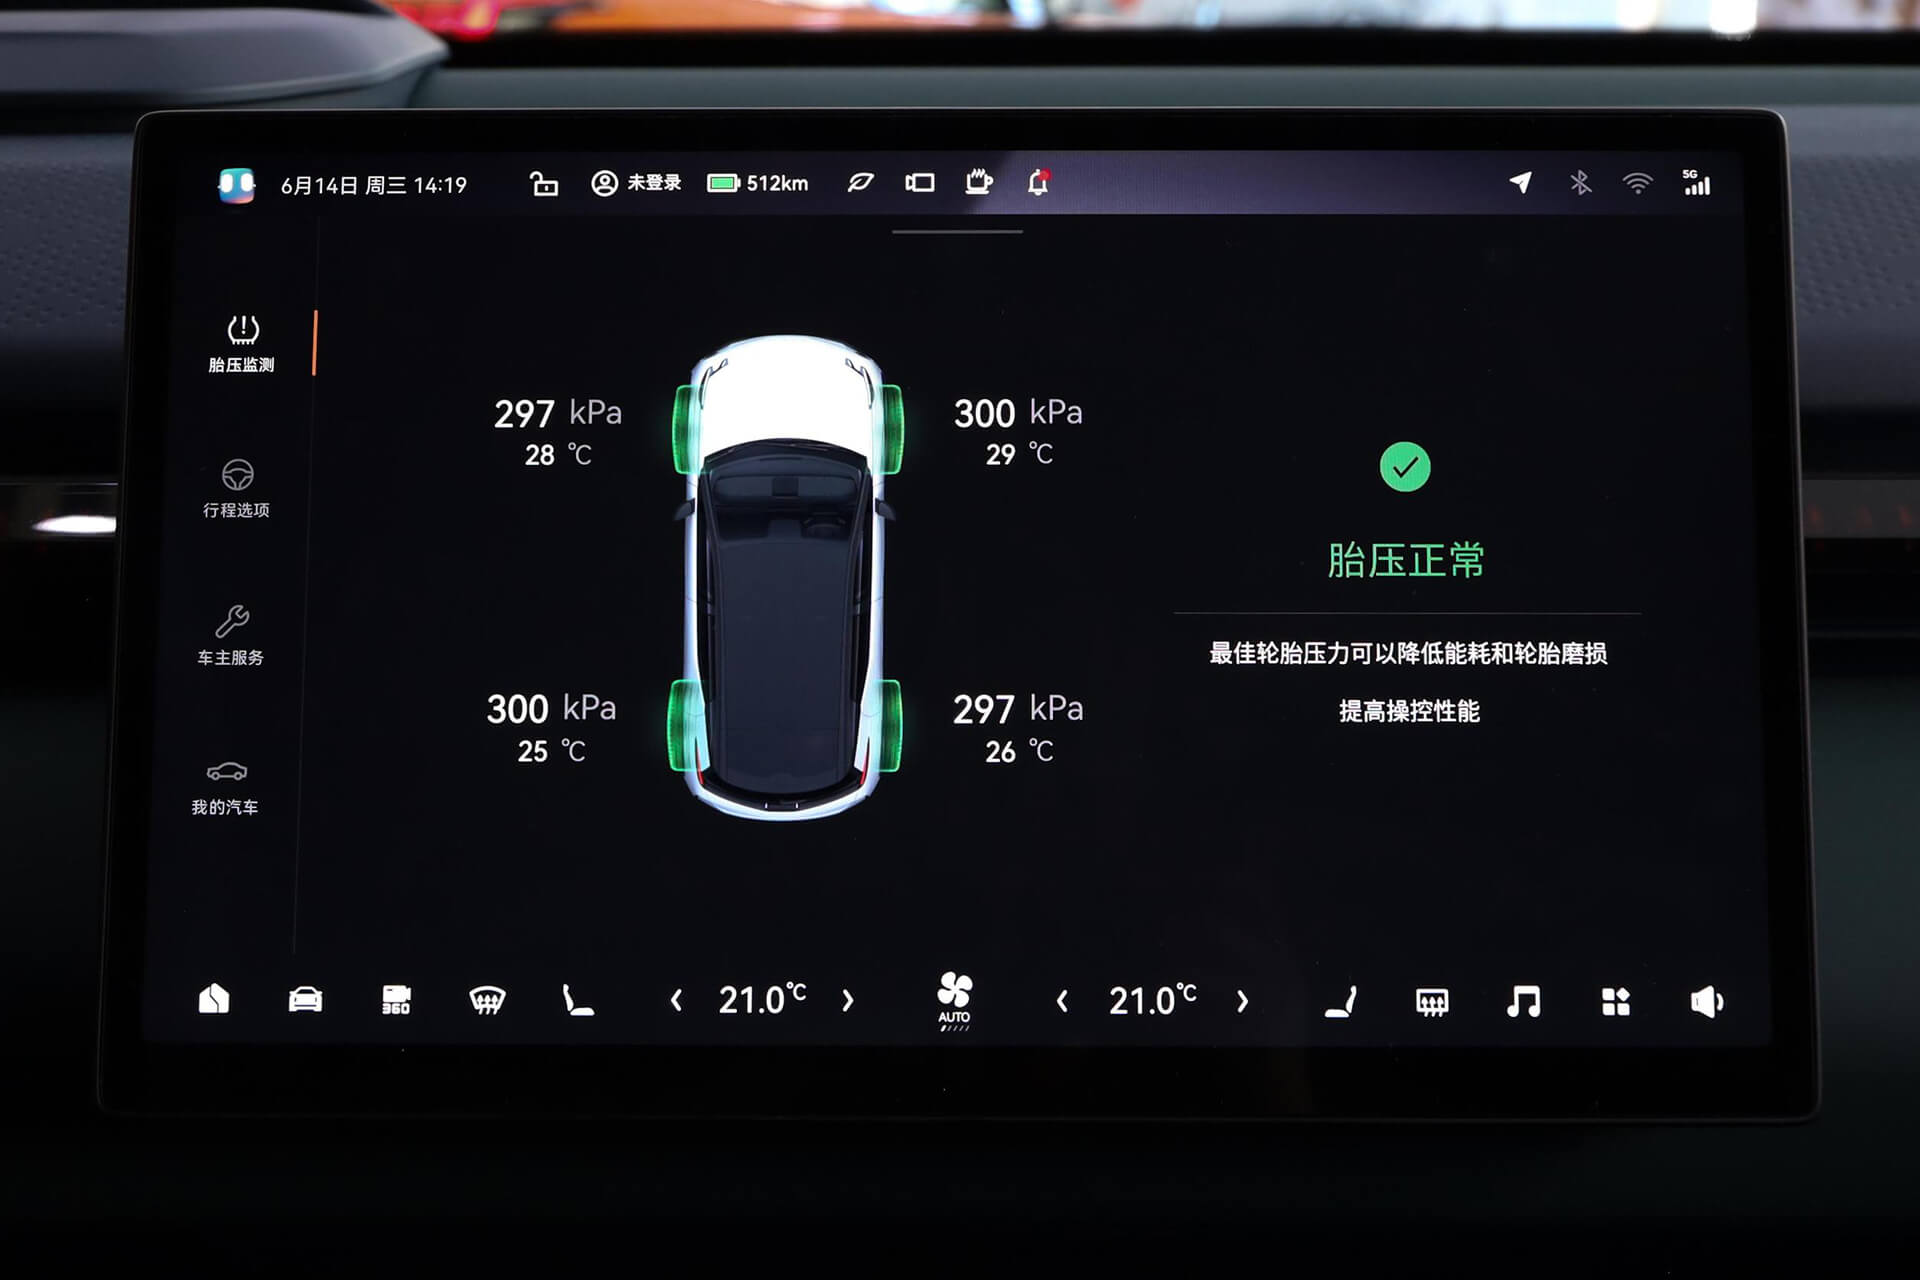 6月14日 周三 14:19
未登录
512km
5G
胎压监测
行程选项
车主服务
我的汽车
297 kPa
28 ℃
300 kPa
29 ℃
300 kPa
25 ℃
297 kPa
26 ℃
胎压正常
最佳轮胎压力可以降低能耗和轮胎磨损
提高操控性能
360
21.0℃
AUTO
21.0℃